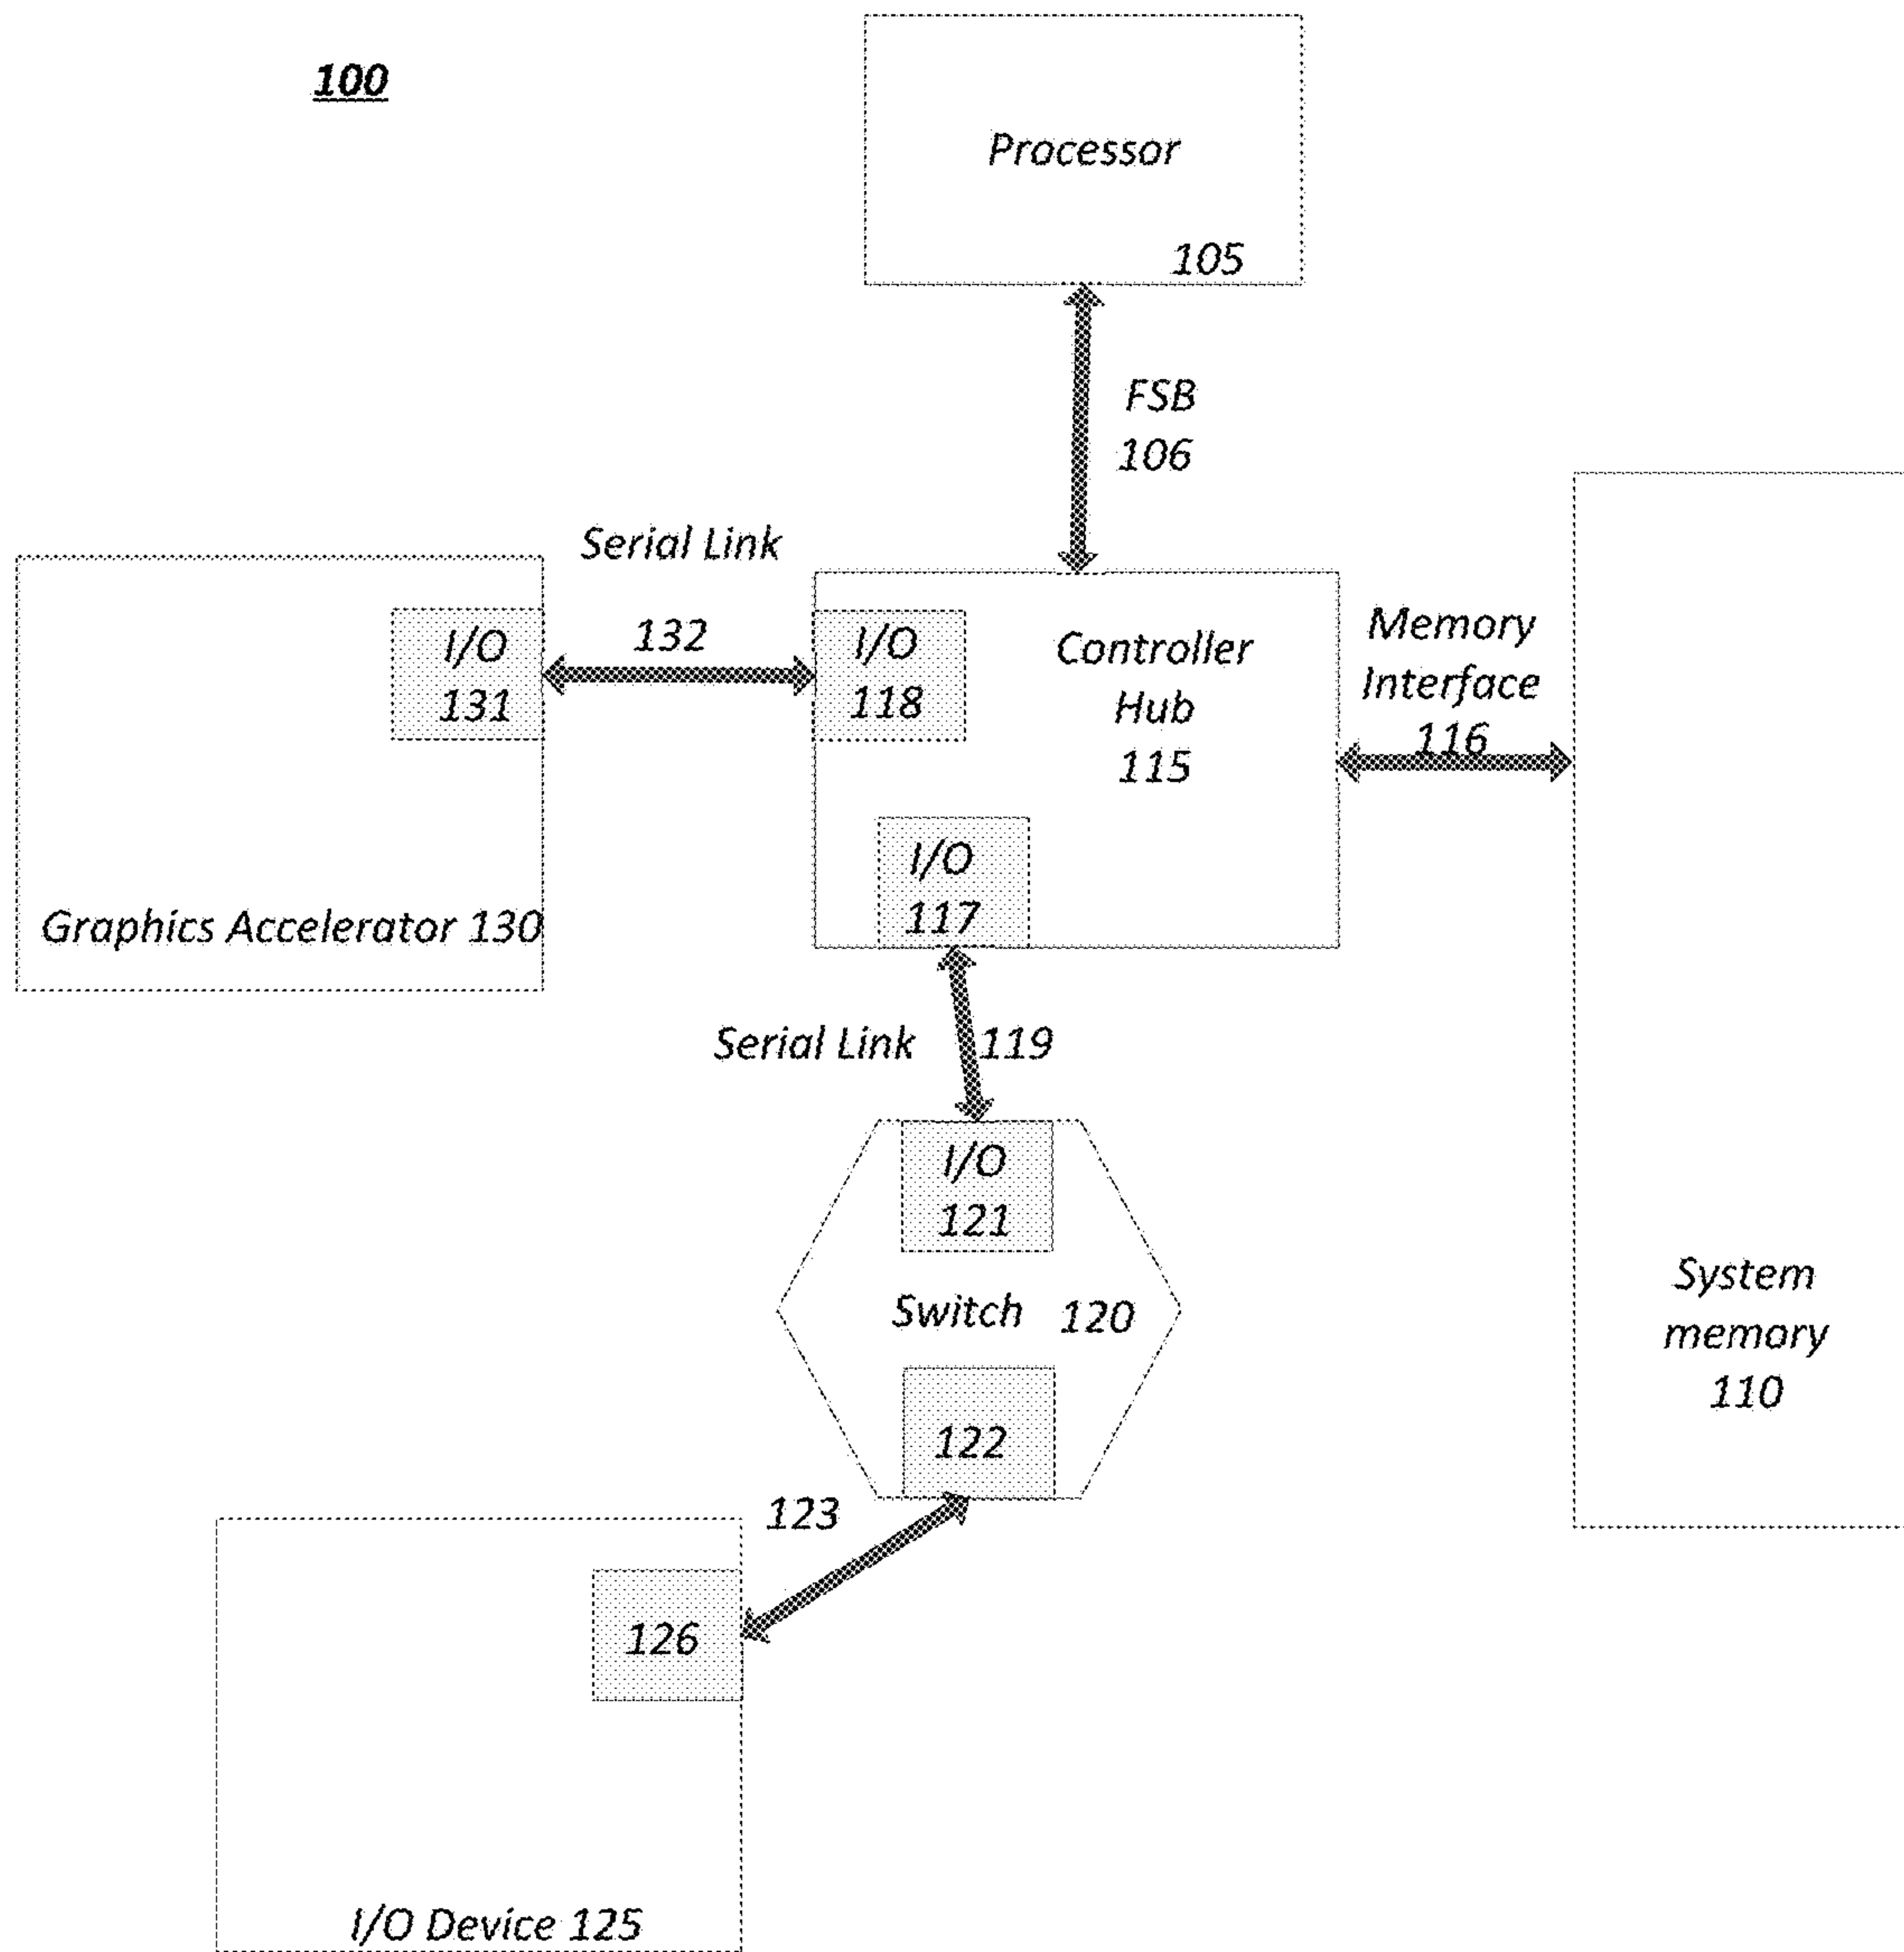 100
Processor
105
FSB
106
Serial Link
132
I/O
131
I/O
118
Controller
Hub
115
Memory
Interface
116
I/O
117
Graphics Accelerator 130
Serial Link
119
I/O
121
Switch 120
122
System
memory
110
123
126
I/O Device 125